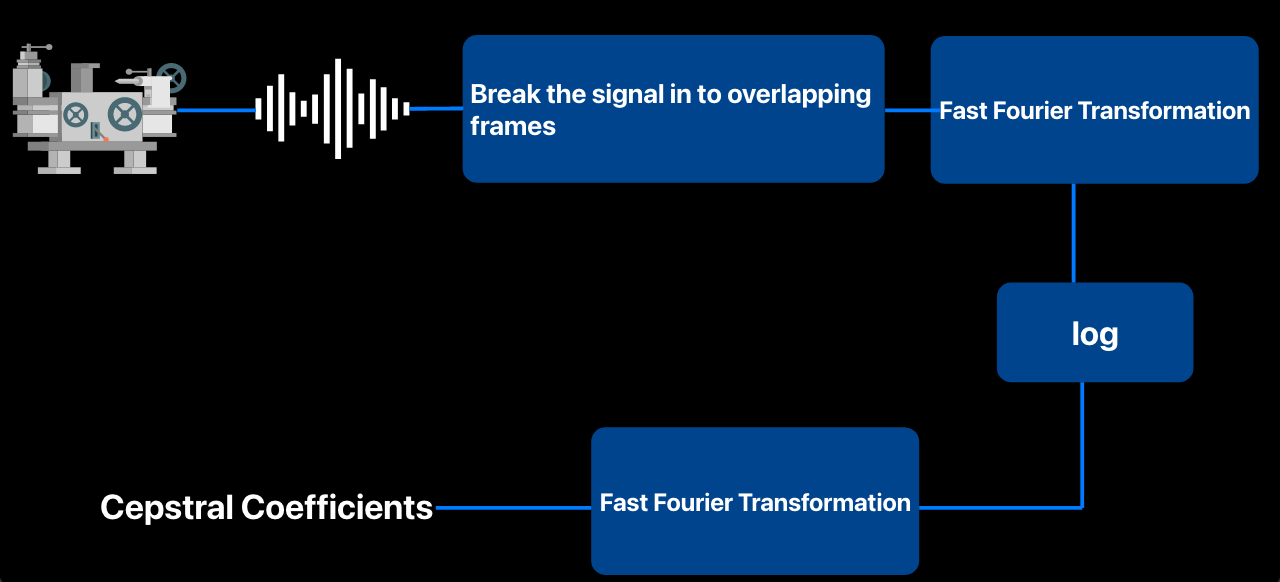 Break the signal in to overlapping
frames
Fast Fourier Transformation
log
Fast Fourier Transformation
Cepstral Coefficients